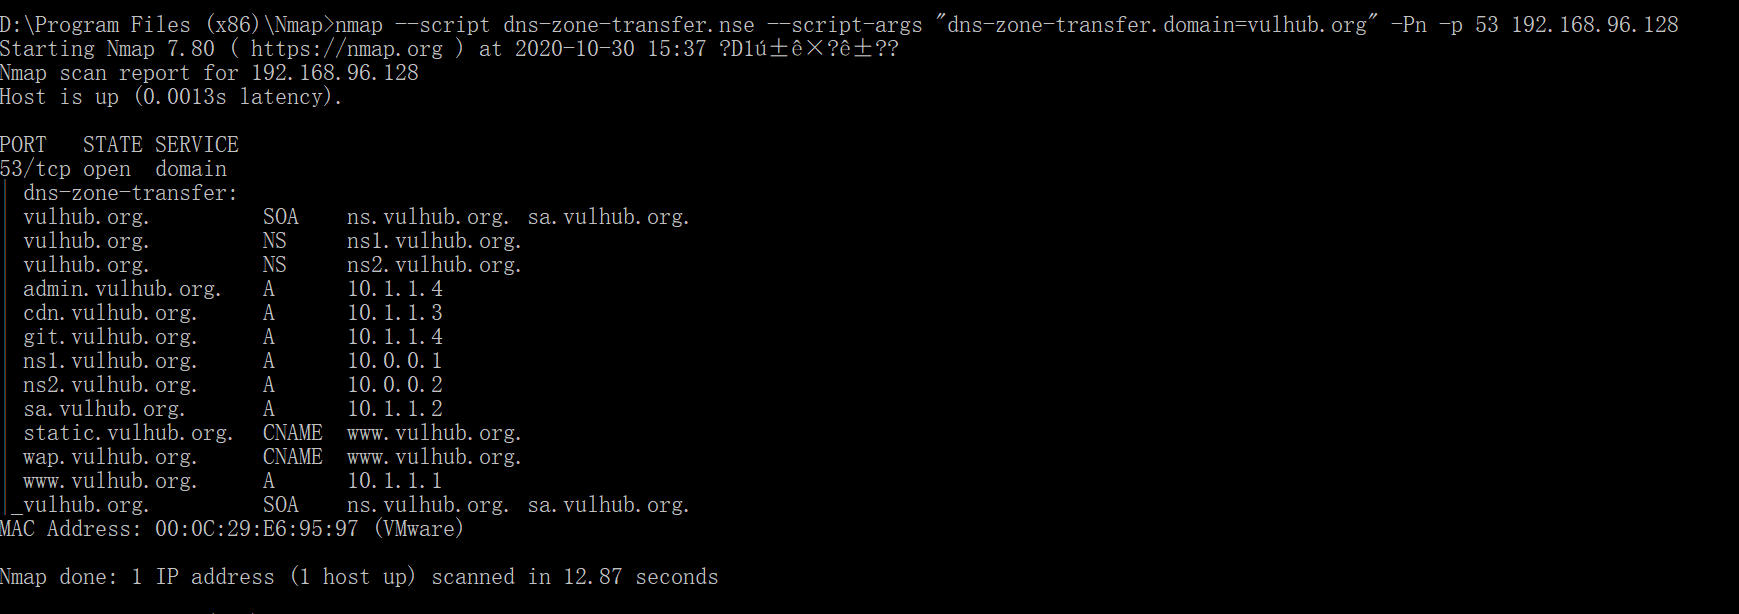 D:\Program Files (x86)\Nmap>nmap --script dns-zone-transfer.nse --script-args "dns-zone-transfer.domain=vulhub.org" -Pn -p 53 192.168.96.128
Starting Nmap 7.80 ( https://nmap.org ) at 2020-10-30 15:37 ?D1ú±ê×?ê±??
Nmap scan report for 192.168.96.128
Host is up (0.0013s latency).
PORT   STATE SERVICE
53/tcp open  domain
| dns-zone-transfer:
| vulhub.org.         SOA    ns.vulhub.org. sa.vulhub.org.
| vulhub.org.         NS     ns1.vulhub.org.
| vulhub.org.         NS     ns2.vulhub.org.
| admin.vulhub.org.   A      10.1.1.4
| cdn.vulhub.org.     A      10.1.1.3
| git.vulhub.org.     A      10.1.1.4
| ns1.vulhub.org.     A      10.0.0.1
| ns2.vulhub.org.     A      10.0.0.2
| sa.vulhub.org.      A      10.1.1.2
| static.vulhub.org.  CNAME  www.vulhub.org.
| wap.vulhub.org.     CNAME  www.vulhub.org.
| www.vulhub.org.     A      10.1.1.1
|_vulhub.org.         SOA    ns.vulhub.org. sa.vulhub.org.
MAC Address: 00:0C:29:E6:95:97 (VMware)
Nmap done: 1 IP address (1 host up) scanned in 12.87 seconds